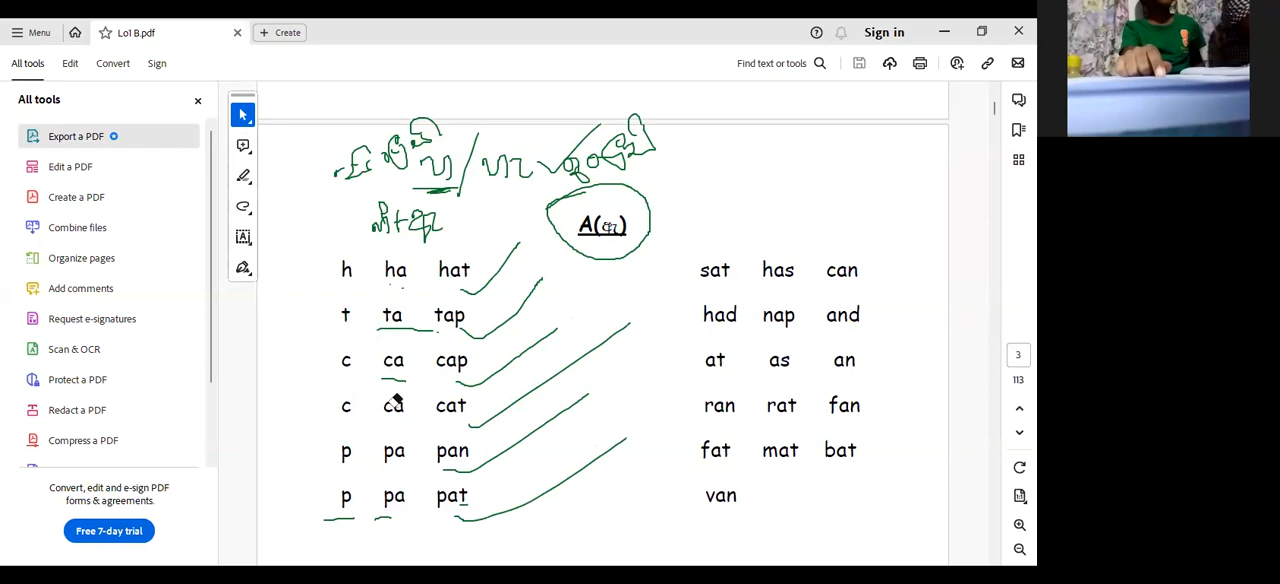 Menu
Lo1 B.pdf
Create
Sign in
All tools
Edit
Convert
Sign
Find text or tools
All tools
Export a PDF
Edit a PDF
Create a PDF
Combine files
Organize pages
Add comments
Request e-signatures
Scan & OCR
Protect a PDF
Redact a PDF
Compress a PDF
Convert, edit and e-sign PDF
forms & agreements.
Free 7-day trial
h ha hat
t ta tap
c ca cap
c ca cat
p pa pan
p pa pat
sat has can
had nap and
at as an
ran rat fan
fat mat bat
van
3
113